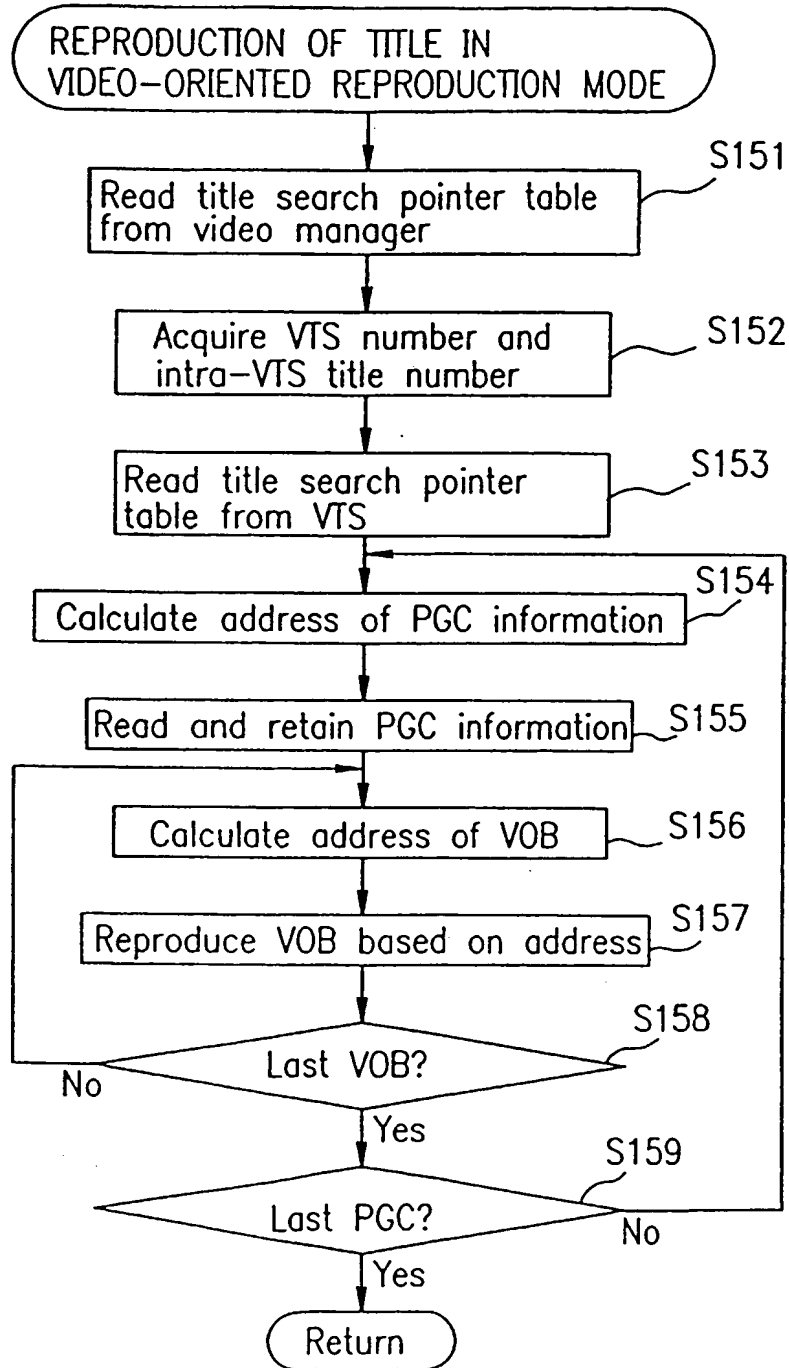 REPRODUCTION OF TITLE IN
VIDEO-ORIENTED REPRODUCTION MODE
S151
Read title search pointer table
from video manager
S152
Acquire VTS number and
intra-VTS title number
S153
Read title search pointer
table from VTS
S154
Calculate address of PGC information
S155
Read and retain PGC information
S156
Calculate address of VOB
S157
Reproduce VOB based on address
S158
Last VOB?
No
Yes
S159
Last PGC?
No
Yes
Return